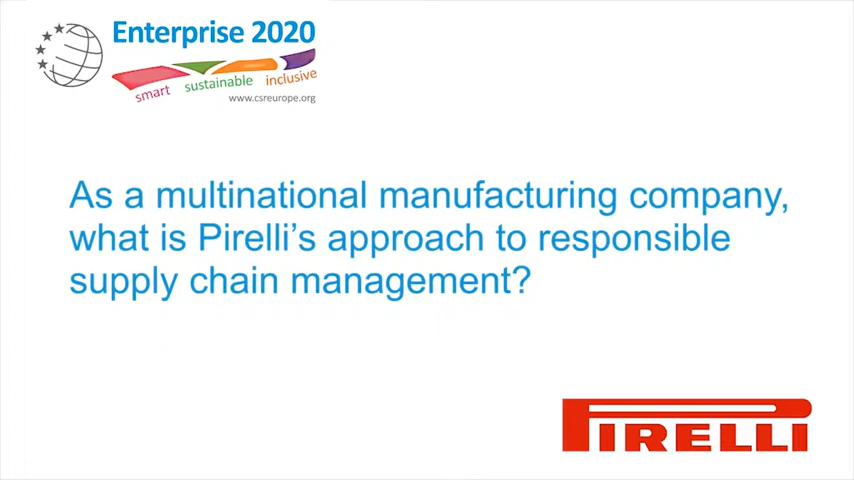 Enterprise 2020
smart sustainable inclusive
www.csreurope.org
As a multinational manufacturing company,
what is Pirelli's approach to responsible
supply chain management?
PIRELLI